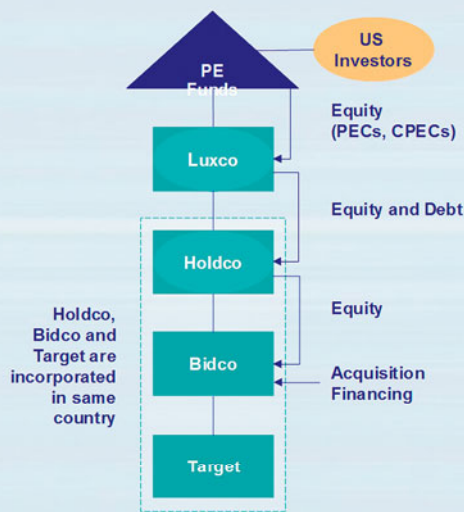 US
Investors
PE
Funds
Equity
(PECs, CPECs)
Luxco
Equity and Debt
Holdco
Holdco,
Bidco and
Target are
incorporated
in same
country
Equity
Bidco
Acquisition
Financing
Target